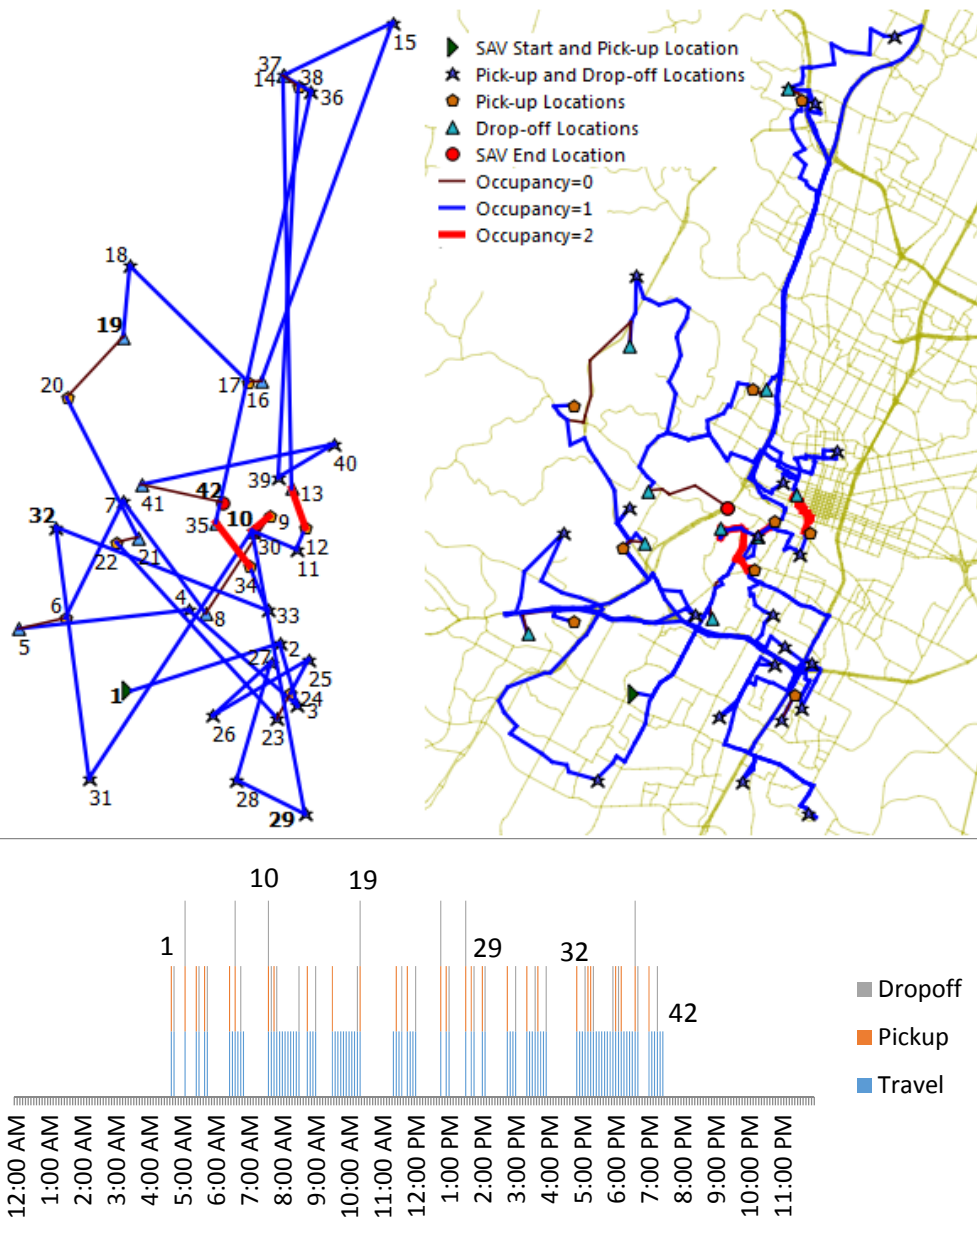 15
37
14
38
36
SAV Start and Pick-up Location
Pick-up and Drop-off Locations
Pick-up Locations
Drop-off Locations
SAV End Location
Occupancy=0
Occupancy=1
Occupancy=2
18
19
20
17
16
40
39
41
42
13
7
32
35
10
9
12
30
11
21
22
34
4
6
8
33
5
2
27
25
1
24
3
26
23
31
28
29
10
19
1
29
32
42
Dropoff
Pickup
Travel
12:00 AM
1:00 AM
2:00 AM
3:00 AM
4:00 AM
5:00 AM
6:00 AM
7:00 AM
8:00 AM
9:00 AM
10:00 AM
11:00 AM
12:00 PM
1:00 PM
2:00 PM
3:00 PM
4:00 PM
5:00 PM
6:00 PM
7:00 PM
8:00 PM
9:00 PM
10:00 PM
11:00 PM